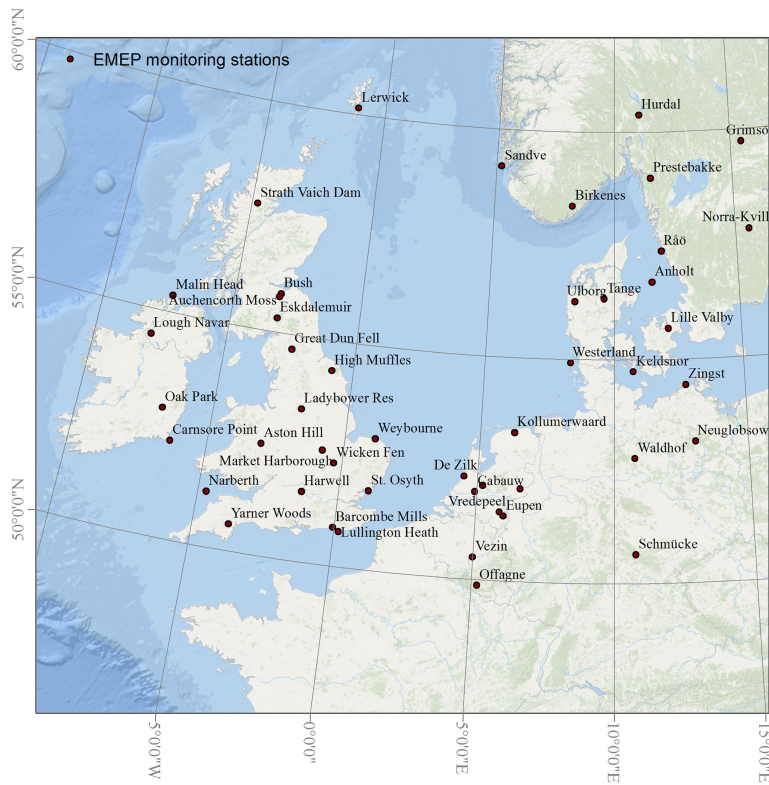 60°0'0"N
EMEP monitoring stations
Lerwick
Hurdal
Grimsö
Sandve
Prestebakke
Strath Vaich Dam
Birkenes
Norra-Kvill
Råö
55°0'0"N
Malin Head
Bush
Anholt
Auchencorth Moss
Ulborg
Tange
Eskdalemuir
Lough Navar
Lille Valby
Great Dun Fell
Westerland
High Muffles
Keldsnor
Zingst
Oak Park
Ladybower Res
Carnsore Point
Aston Hill
Weybourne
Kollumerwaard
Neuglobsow
Market Harborough
Wicken Fen
Waldhof
De Zilk
Narberth
Harwell
St. Osyth
Cabauw
Vredepeel
Eupen
50°0'0"N
Yarner Woods
Barcombe Mills
Lullington Heath
Vezin
Schmücke
Offagne
5°0'0"W
0°0'0"
5°0'0"E
10°0'0"E
15°0'0"E